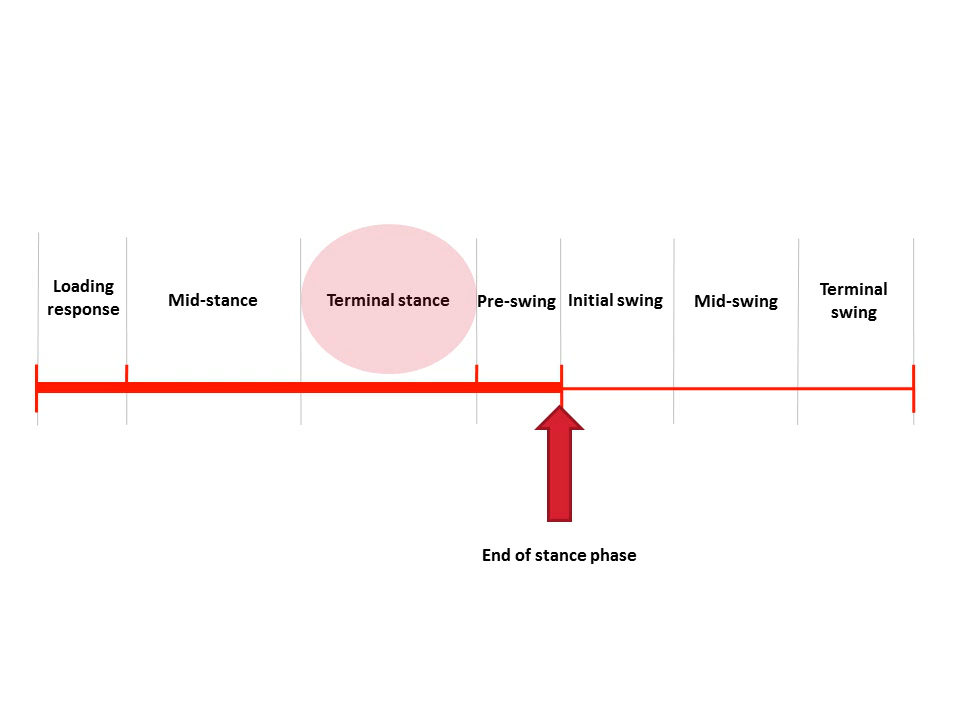 Loading
response
Mid-stance
Terminal stance
Pre-swing
Initial swing
Mid-swing
Terminal
swing
End of stance phase